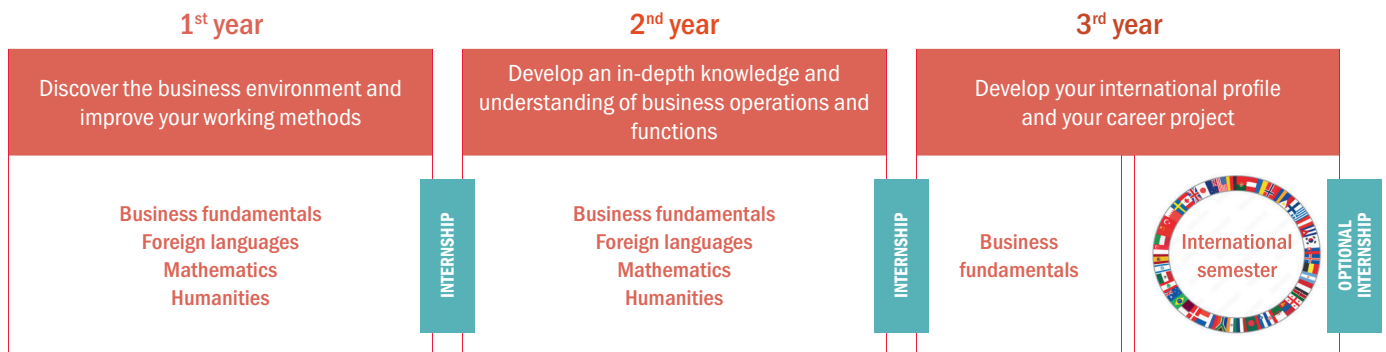 1st year
Discover the business environment and
improve your working methods
Business fundamentals
Foreign languages
Mathematics
Humanities
INTERNSHIP
2nd year
Develop an in-depth knowledge and
understanding of business operations and
functions
Business fundamentals
Foreign languages
Mathematics
Humanities
INTERNSHIP
3rd year
Develop your international profile
and your career project
Business
fundamentals
International
semester
OPTIONAL
INTERNSHIP